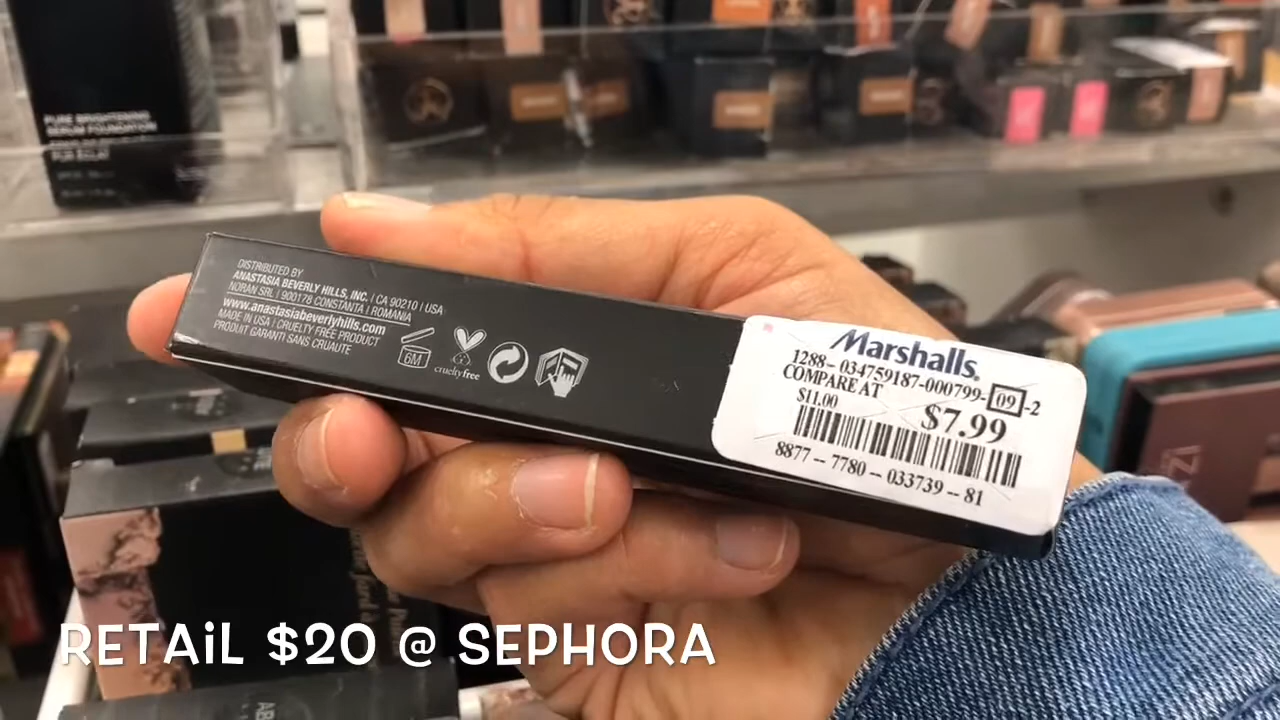 PURE BRIGHTENING
SERUM FOUNDATION
DISTRIBUTED BY
ANASTASIA BEVERLY HILLS, INC. | CA 90210 | USA
NORAN SRL | 900178 CONSTANTA | ROMANIA
www.anastasiabeverlyhills.com
MADE IN USA | CRUELTY FREE PRODUCT
PRODUIT GARANTI SANS CRUAUTE
6M
crueltyfree
Marshalls.
1288-034759187-000799-09-2
COMPARE AT
$11.00
$7.99
8877-7780-033739-81
RETAiL $20 @ SEPHORA